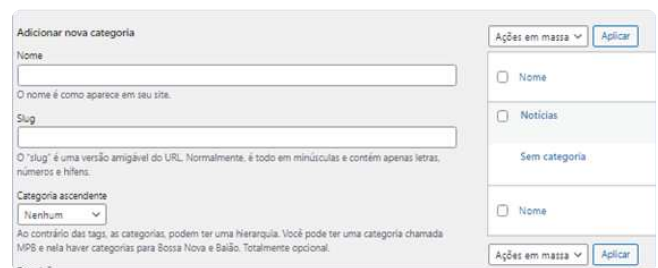 Adicionar nova categoria
Nome
O nome é como aparece em seu site.
Slug
O "slug" é uma versão amigável do URL. Normalmente, é todo em minúsculas e contém apenas letras,
números e hífens.
Categoria ascendente
Nenhum
Ao contrário das tags, as categorias, podem ter uma hierarquia. Você pode ter uma categoria chamada
MPB e nela haver categorias para Bossa Nova e Baião. Totalmente opcional.
Ações em massa
Aplicar
Nome
Notícias
Sem categoria
Nome
Ações em massa
Aplicar